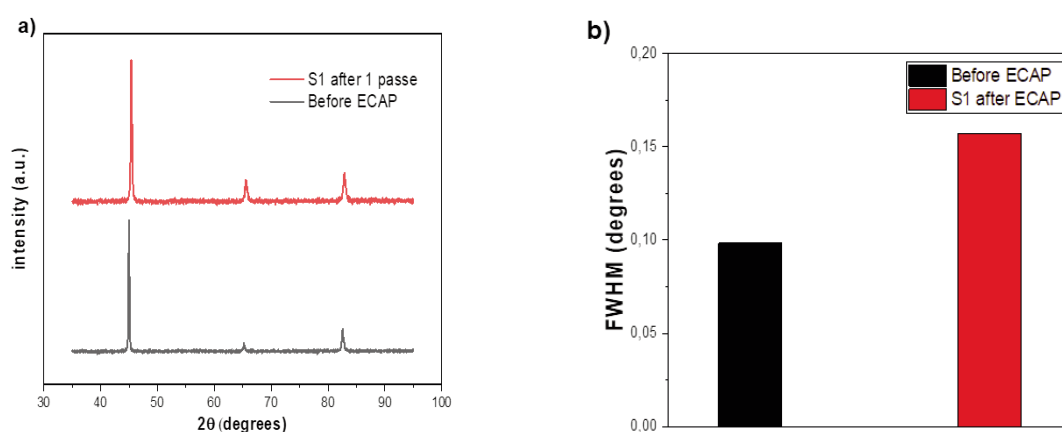 a)
S1 after 1 passe
Before ECAP
intensity (a.u.)
30 40 50 60 70 80 90 100
2θ (degrees)
b)
0,20
0,15
0,10
0,05
0,00
FWHM (degrees)
Before ECAP
S1 after ECAP